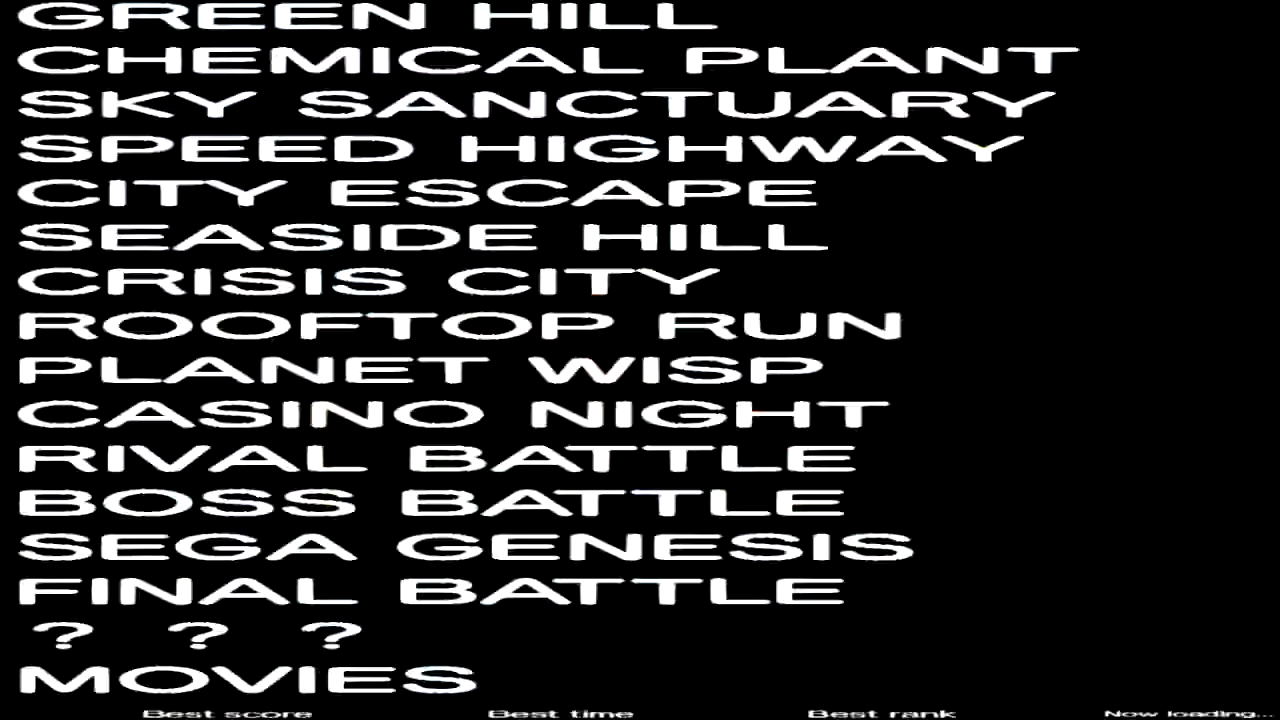 GREEN HILL
CHEMICAL PLANT
SKY SANCTUARY
SPEED HIGHWAY
CITY ESCAPE
SEASIDE HILL
CRISIS CITY
ROOFTOP RUN
PLANET WISP
CASINO NIGHT
RIVAL BATTLE
BOSS BATTLE
SEGA GENESIS
FINAL BATTLE
? ? ?
MOVIES
Best score Best time Best rank Now loading...